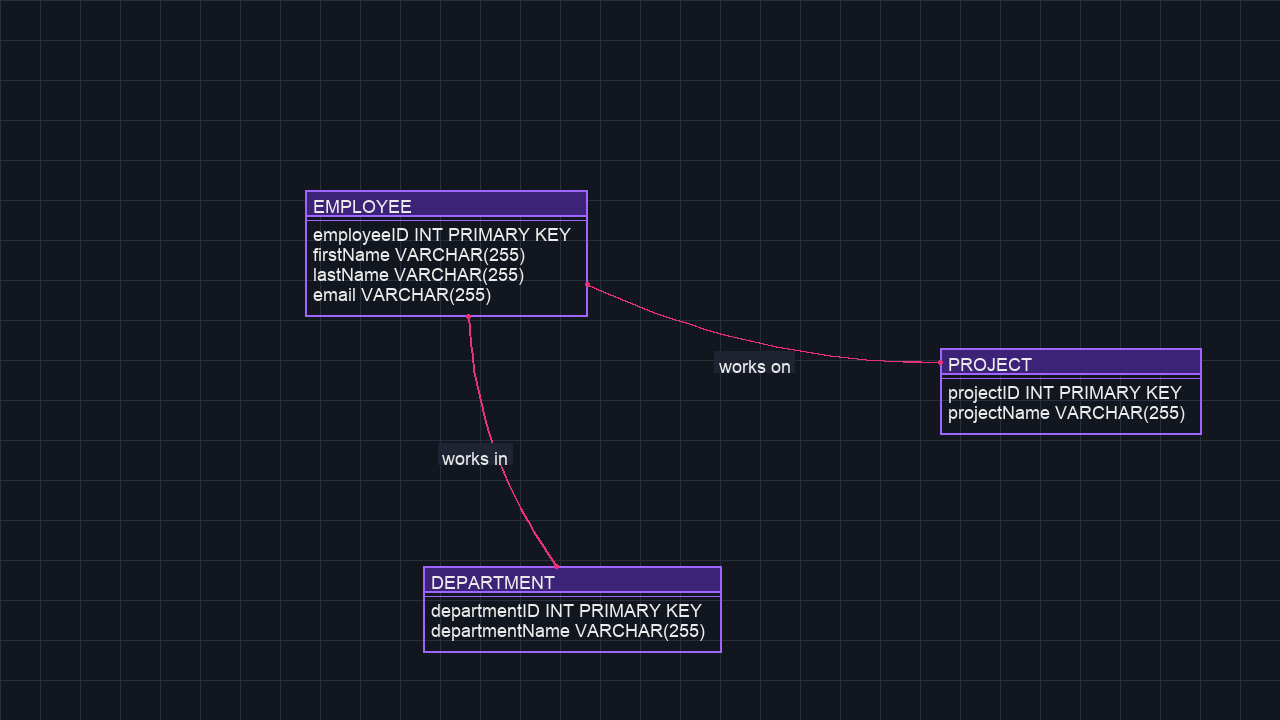 EMPLOYEE
employeeID INT PRIMARY KEY
firstName VARCHAR(255)
lastName VARCHAR(255)
email VARCHAR(255)
works on
PROJECT
projectID INT PRIMARY KEY
projectName VARCHAR(255)
works in
DEPARTMENT
departmentID INT PRIMARY KEY
departmentName VARCHAR(255)